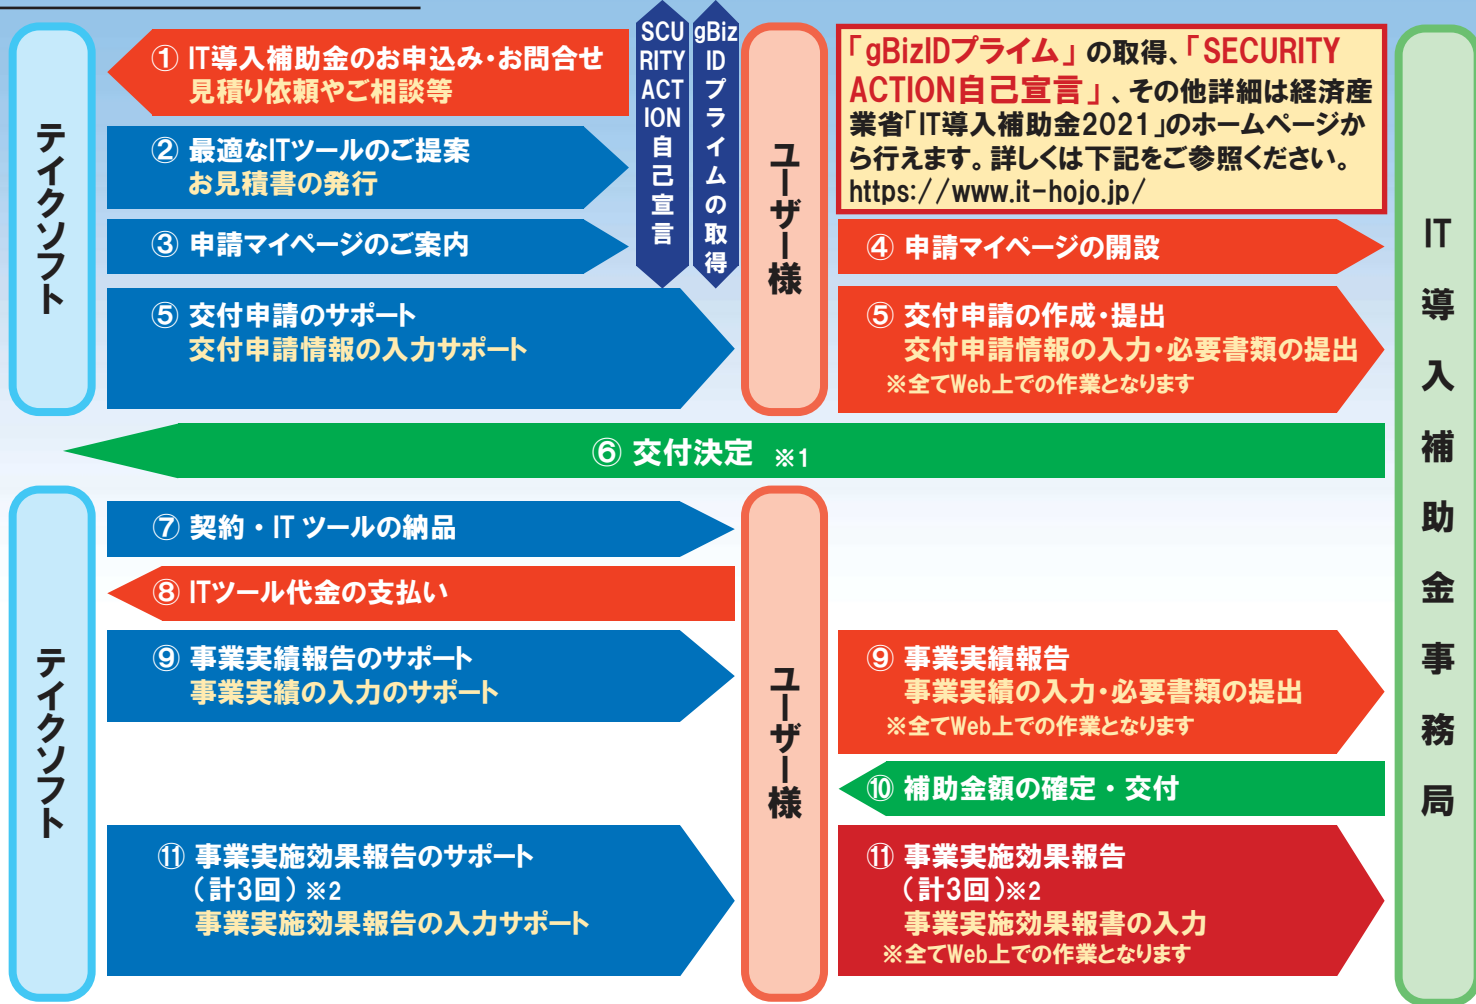 テイクソフト
① IT導入補助金のお申込み・お問合せ
見積り依頼やご相談等
② 最適なITツールのご提案
お見積書の発行
③ 申請マイページのご案内
⑤ 交付申請のサポート
交付申請情報の入力サポート
SCU
RITY
ACT
ION
自
己
宣
言
gBiz
ID
プ
ラ
イ
ム
の
取
得
ユーザー様
「gBizIDプライム」の取得、「SECURITY
ACTION自己宣言」、その他詳細は経済産
業省「IT導入補助金2021」のホームページか
ら行えます。詳しくは下記をご参照ください。
https://www.it-hojo.jp/
④ 申請マイページの開設
⑤ 交付申請の作成・提出
交付申請情報の入力・必要書類の提出
※全てWeb上での作業となります
IT導入補助金事務局
⑥ 交付決定 ※1
テイクソフト
⑦ 契約・IT ツールの納品
⑧ ITツール代金の支払い
⑨ 事業実績報告のサポート
事業実績の入力のサポート
⑪ 事業実施効果報告のサポート
（計3回）※2
事業実施効果報告の入力サポート
ユーザー様
⑨ 事業実績報告
事業実績の入力・必要書類の提出
※全てWeb上での作業となります
⑩ 補助金額の確定・交付
⑪ 事業実施効果報告
（計3回）※2
事業実施効果報書の入力
※全てWeb上での作業となります